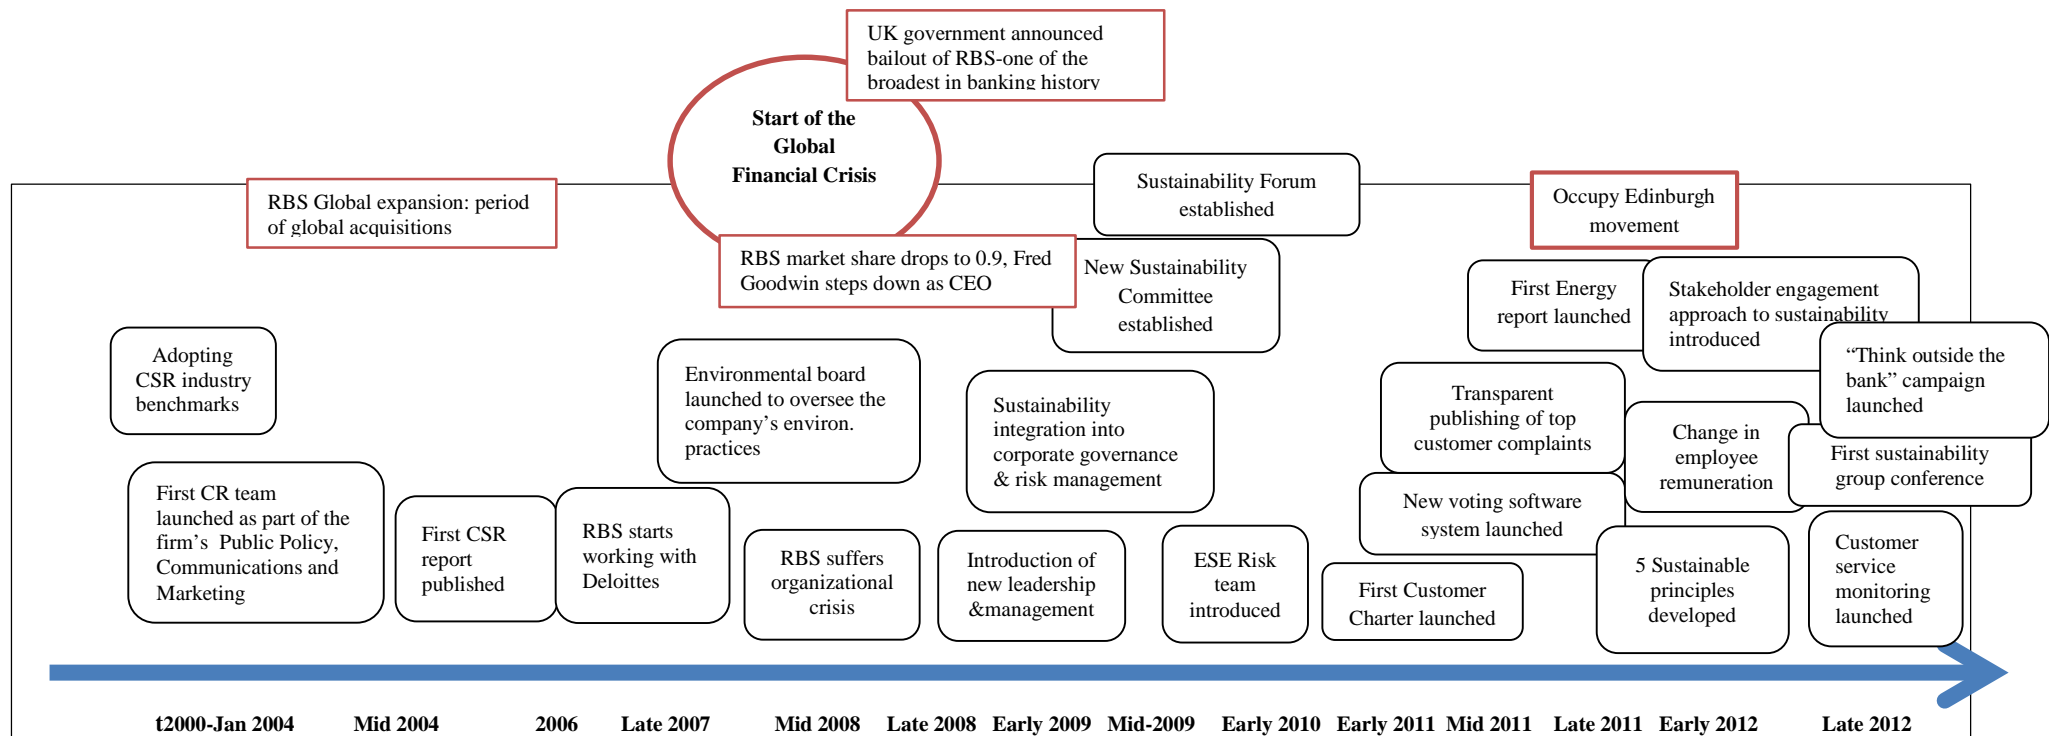 UK government announced
bailout of RBS-one of the
broadest in banking history
Start of the
Global
Financial Crisis
RBS Global expansion: period
of global acquisitions
Sustainability Forum
established
Occupy Edinburgh
movement
RBS market share drops to 0.9, Fred
Goodwin steps down as CEO
New Sustainability
Committee
established
First Energy
report launched
Stakeholder engagement
approach to sustainability
introduced
Adopting
CSR industry
benchmarks
Environmental board
launched to oversee the
company’s environ.
practices
Sustainability
integration into
corporate governance
& risk management
Transparent
publishing of top
customer complaints
Change in
employee
remuneration
“Think outside the
bank” campaign
launched
First sustainability
group conference
First CR team
launched as part of the
firm’s  Public Policy,
Communications and
Marketing
First CSR
report
published
RBS starts
working with
Deloittes
RBS suffers
organizational
crisis
Introduction of
new leadership
&management
ESE Risk
team
introduced
New voting software
system launched
First Customer
Charter launched
5 Sustainable
principles
developed
Customer
service
monitoring
launched
t2000-Jan 2004 Mid 2004 2006 Late 2007 Mid 2008 Late 2008 Early 2009 Mid-2009 Early 2010 Early 2011 Mid 2011 Late 2011 Early 2012 Late 2012